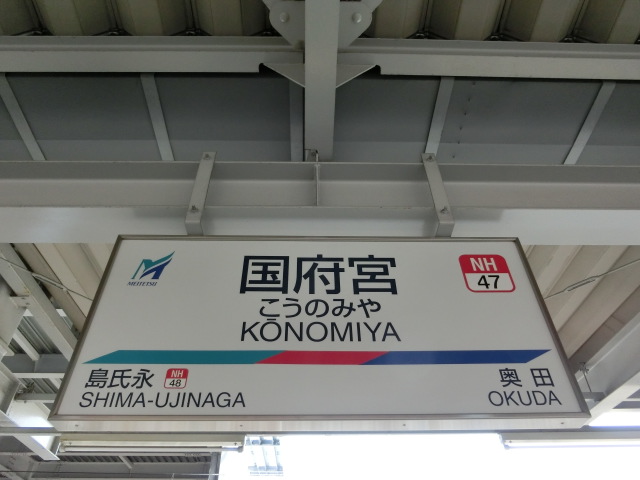 MEITETSU
国府宮
こうのみや
KŌNOMIYA
NH
47
島氏永
NH
48
SHIMA-UJINAGA
奥田
OKUDA